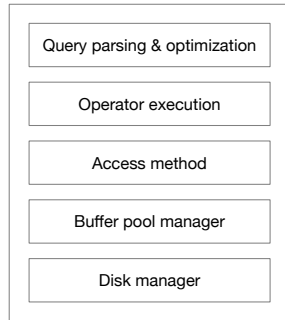 Query parsing & optimization
Operator execution
Access method
Buffer pool manager
Disk manager